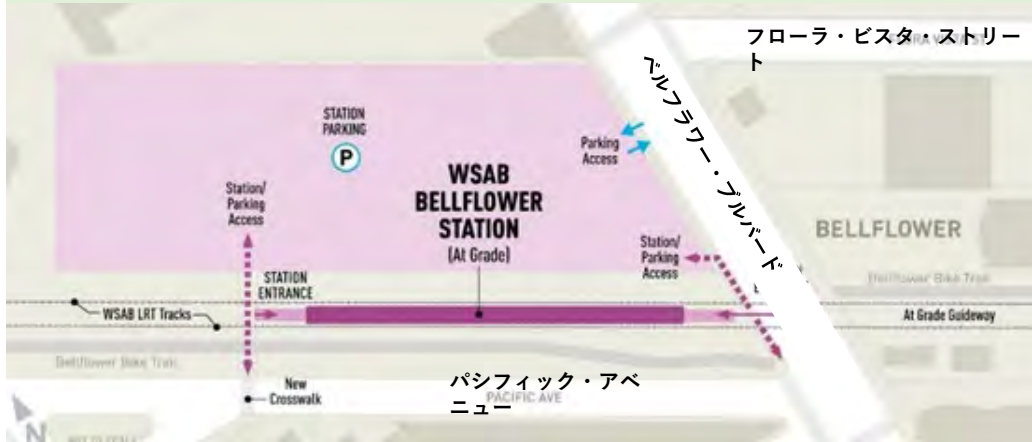 フローラ・ビスタ・ストリー
ト
ベルフラワー・ブルバード
STATION
PARKING
P
Parking
Access
WSAB
BELLFLOWER
STATION
(At Grade)
Station/
Parking
Access
Station/
Parking
Access
BELLFLOWER
STATION
ENTRANCE
Bellflower Bike Trail
WSAB LRT Tracks
At Grade Guideway
Bellflower Bike Trail
パシフィック・アベ
ニュー
PACIFIC AVE
New
Crosswalk
N